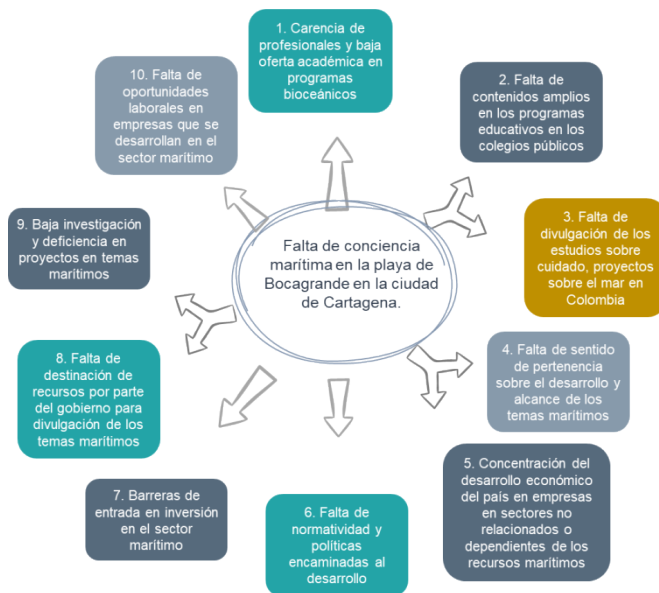 1. Carencia de
profesionales y baja
oferta académica en
programas
bioceánicos
2. Falta de
contenidos amplios
en los programas
educativos en los
colegios públicos
3. Falta de
divulgación de los
estudios sobre
cuidado, proyectos
sobre el mar en
Colombia
4. Falta de sentido
de pertenencia
sobre el desarrollo y
alcance de los
temas marítimos
5. Concentración del
desarrollo económico
del país en empresas
en sectores no
relacionados o
dependientes de los
recursos marítimos
6. Falta de
normatividad y
políticas
encaminadas al
desarrollo
7. Barreras de
entrada en inversión
en el sector
marítimo
8. Falta de
destinación de
recursos por parte
del gobierno para
divulgación de los
temas marítimos
9. Baja investigación
y deficiencia en
proyectos en temas
marítimos
10. Falta de
oportunidades
laborales en
empresas que se
desarrollan en el
sector marítimo
Falta de conciencia
marítima en la playa de
Bocagrande en la ciudad
de Cartagena.